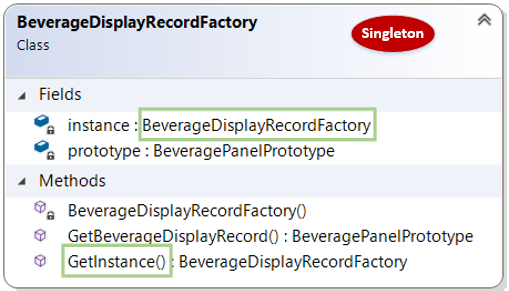 BeverageDisplayRecordFactory
Class
Singleton
Fields
instance : BeverageDisplayRecordFactory
prototype : BeveragePanelPrototype
Methods
BeverageDisplayRecordFactory()
GetBeverageDisplayRecord() : BeveragePanelPrototype
GetInstance() : BeverageDisplayRecordFactory